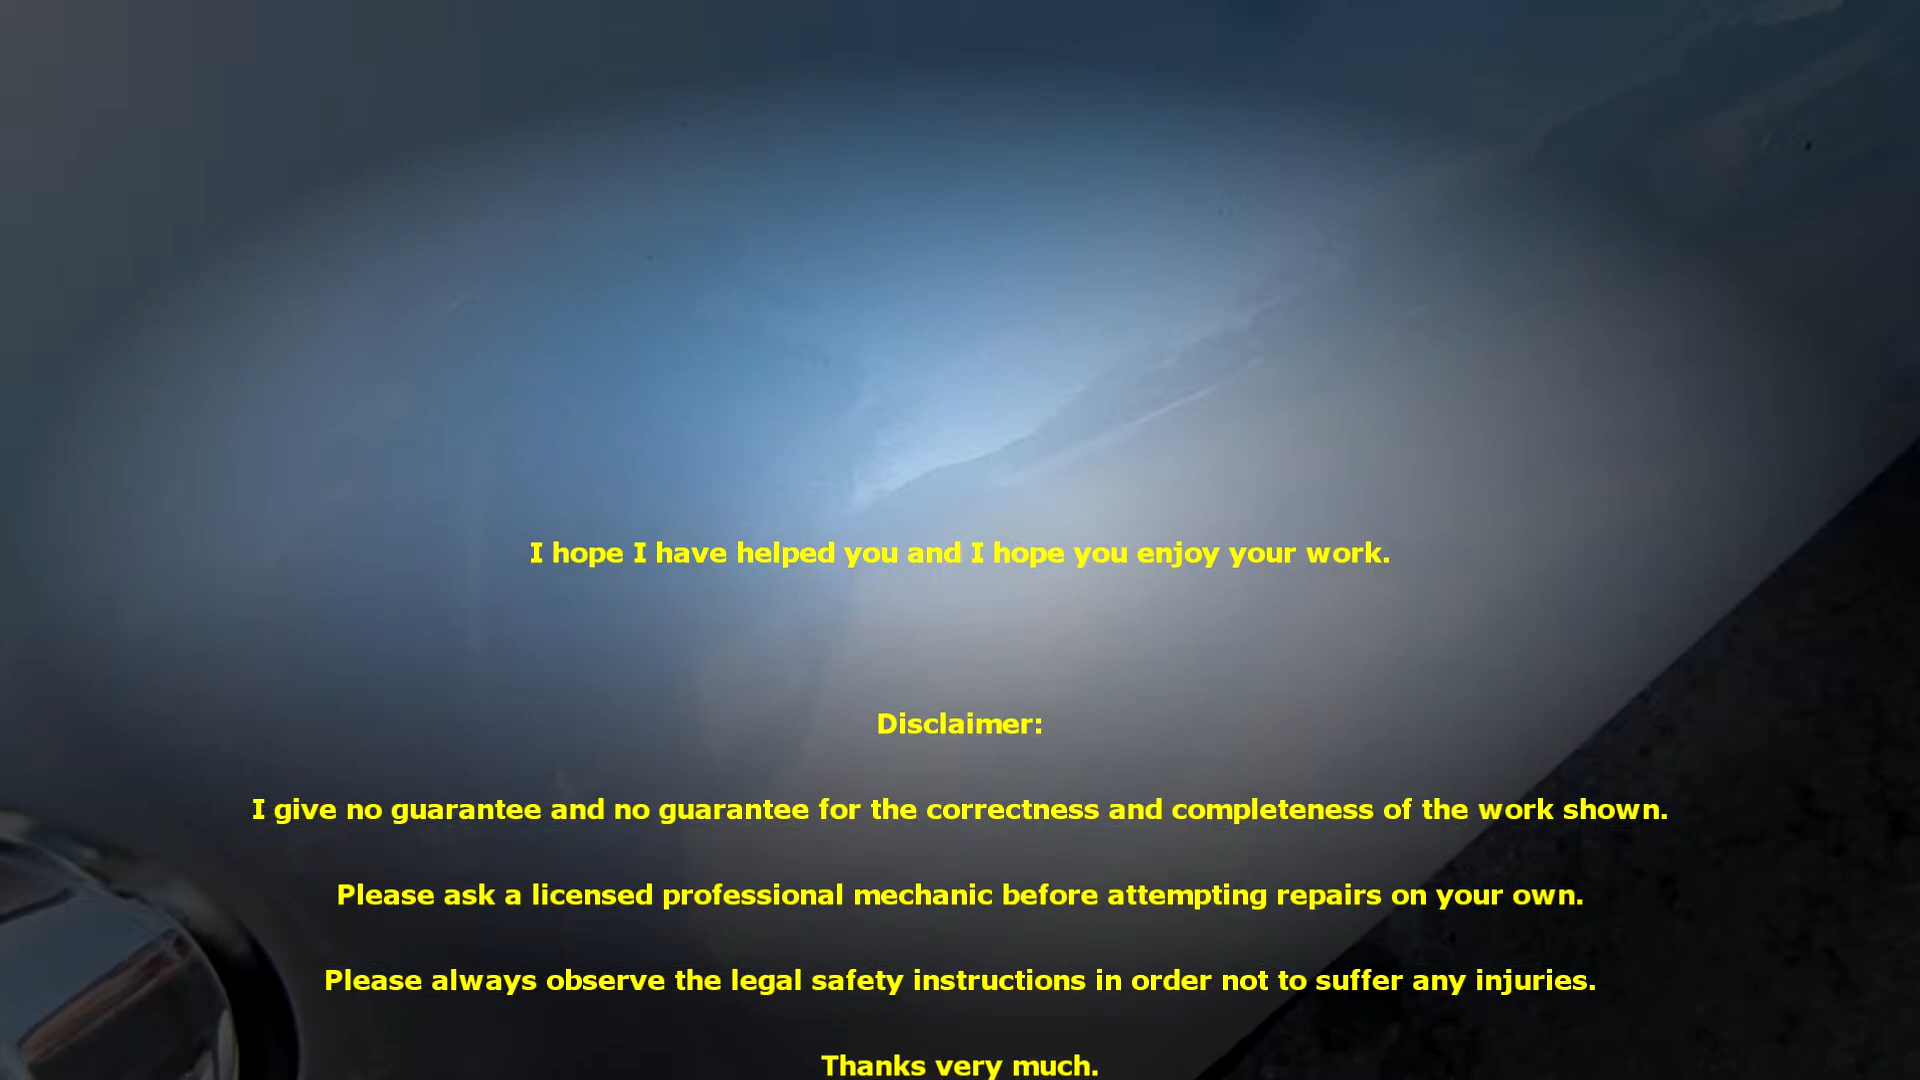 I hope I have helped you and I hope you enjoy your work.
Disclaimer:
I give no guarantee and no guarantee for the correctness and completeness of the work shown.
Please ask a licensed professional mechanic before attempting repairs on your own.
Please always observe the legal safety instructions in order not to suffer any injuries.
Thanks very much.